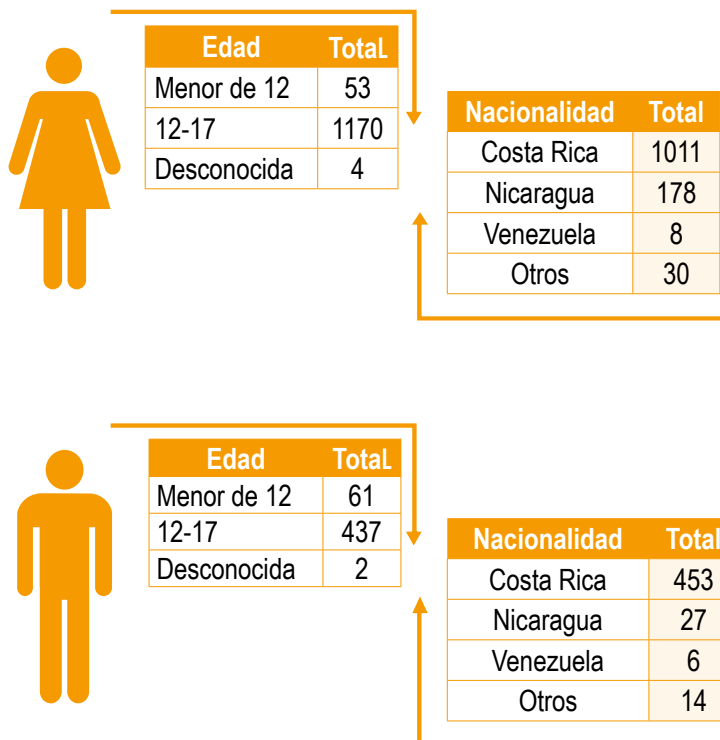 Edad Total
Menor de 12 53
12-17 1170
Desconocida 4
Nacionalidad Total
Costa Rica 1011
Nicaragua 178
Venezuela 8
Otros 30
Edad Total
Menor de 12 61
12-17 437
Desconocida 2
Nacionalidad Total
Costa Rica 453
Nicaragua 27
Venezuela 6
Otros 14